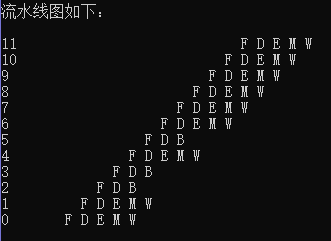 流水线图如下：
11 F D E M W
10 F D E M W
9 F D E M W
8 F D E M W
7 F D E M W
6 F D E M W
5 F D B
4 F D E M W
3 F D B
2 F D B
1 F D E M W
0 F D E M W